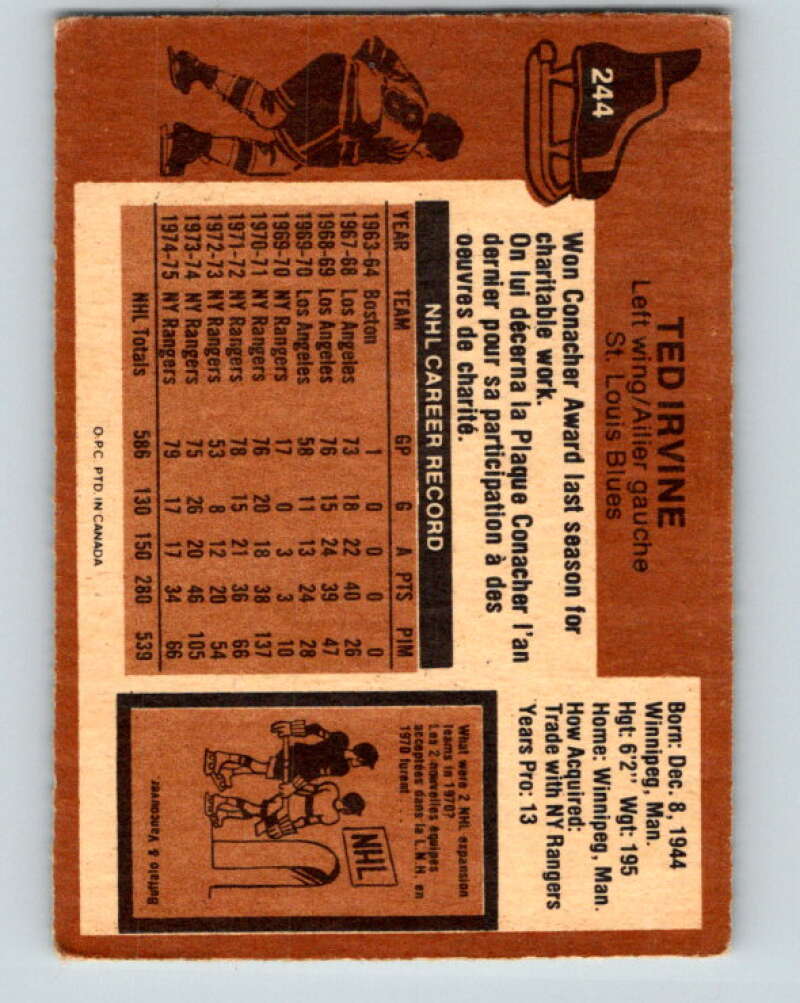 244
TED IRVINE
Left wing/Ailier gauche
St. Louis Blues
Won Conacher Award last season for
charitable work.
On lui décerna la Plaque Conacher l'an
dernier pour sa participation à des
oeuvres de charité.
NHL CAREER RECORD
YEAR TEAM GP G A PTS PIM
1963-64 Boston 1 0 0 0 0
1967-68 Los Angeles 73 18 22 40 26
1968-69 Los Angeles 76 15 24 39 47
1969-70 Los Angeles 58 11 13 24 28
1969-70 NY Rangers 17 0 3 3 10
1970-71 NY Rangers 76 20 18 38 137
1971-72 NY Rangers 78 15 21 36 66
1972-73 NY Rangers 53 8 12 20 54
1973-74 NY Rangers 75 26 20 46 105
1974-75 NY Rangers 79 17 17 34 66
NHL Totals 586 130 150 280 539
O.P.C. PTD. IN CANADA
Born: Dec. 8, 1944
Winnipeg, Man.
Hgt: 6'2" Wgt: 195
Home: Winnipeg, Man.
How Acquired:
Trade with NY Rangers
Years Pro: 13
What were 2 NHL expansion
teams in 1970?
Les 2 nouvelles équipes
acceptées dans la L.N.H. en
1970 furent...
NHL
Buffalo & Vancouver.
8